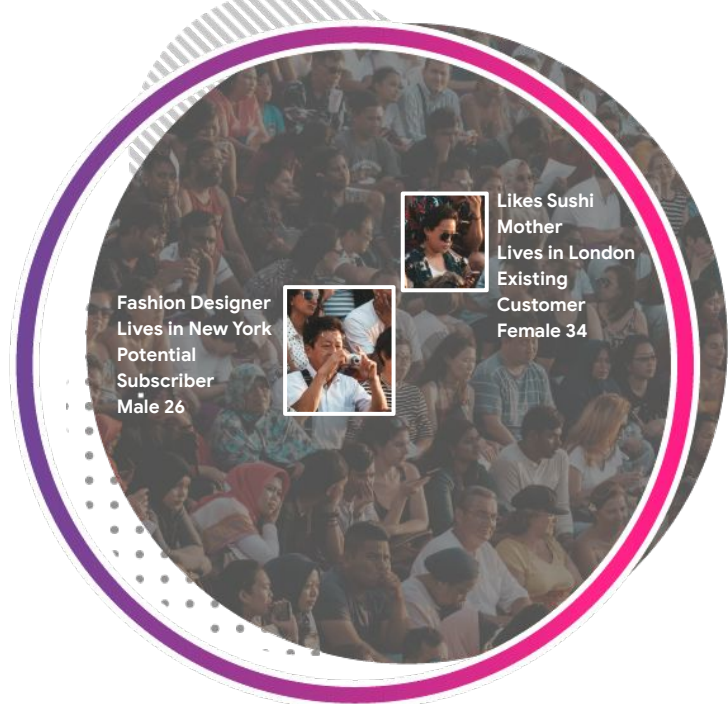 Likes Sushi
Mother
Lives in London
Existing
Customer
Female 34
Fashion Designer
Lives in New York
Potential
Subscriber
Male 26